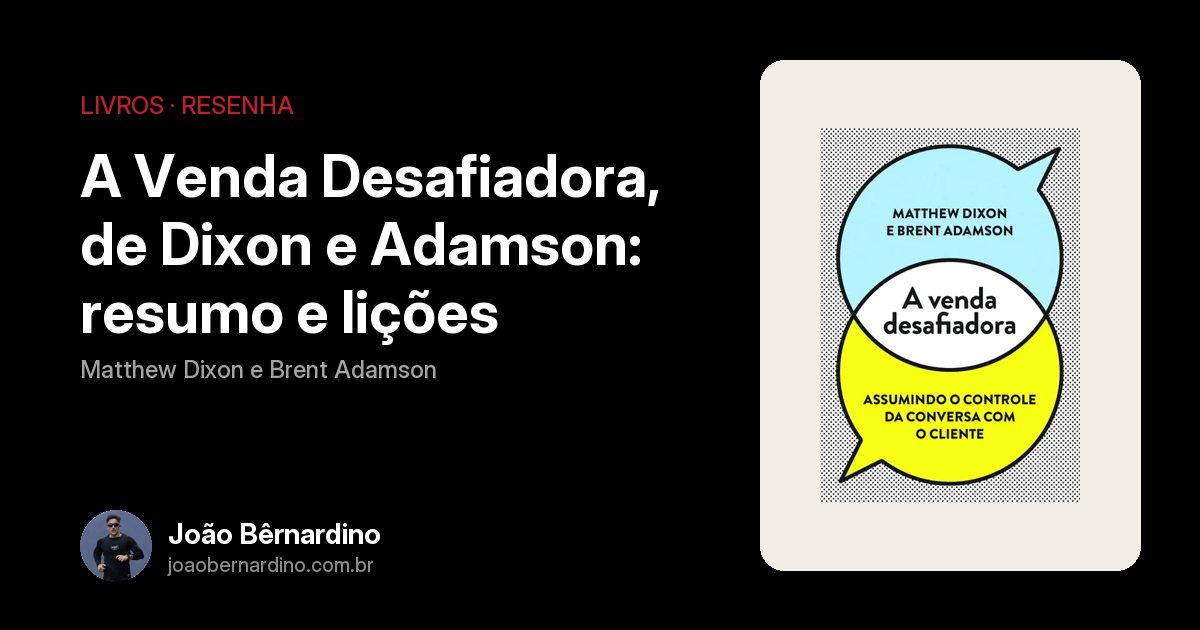 LIVROS · RESENHA
A Venda Desafiadora,
de Dixon e Adamson:
resumo e lições
Matthew Dixon e Brent Adamson
João Bêrnardino
joaobernardino.com.br
MATTHEW DIXON
E BRENT ADAMSON
A venda
desafiadora
ASSUMINDO O CONTROLE
DA CONVERSA COM
O CLIENTE